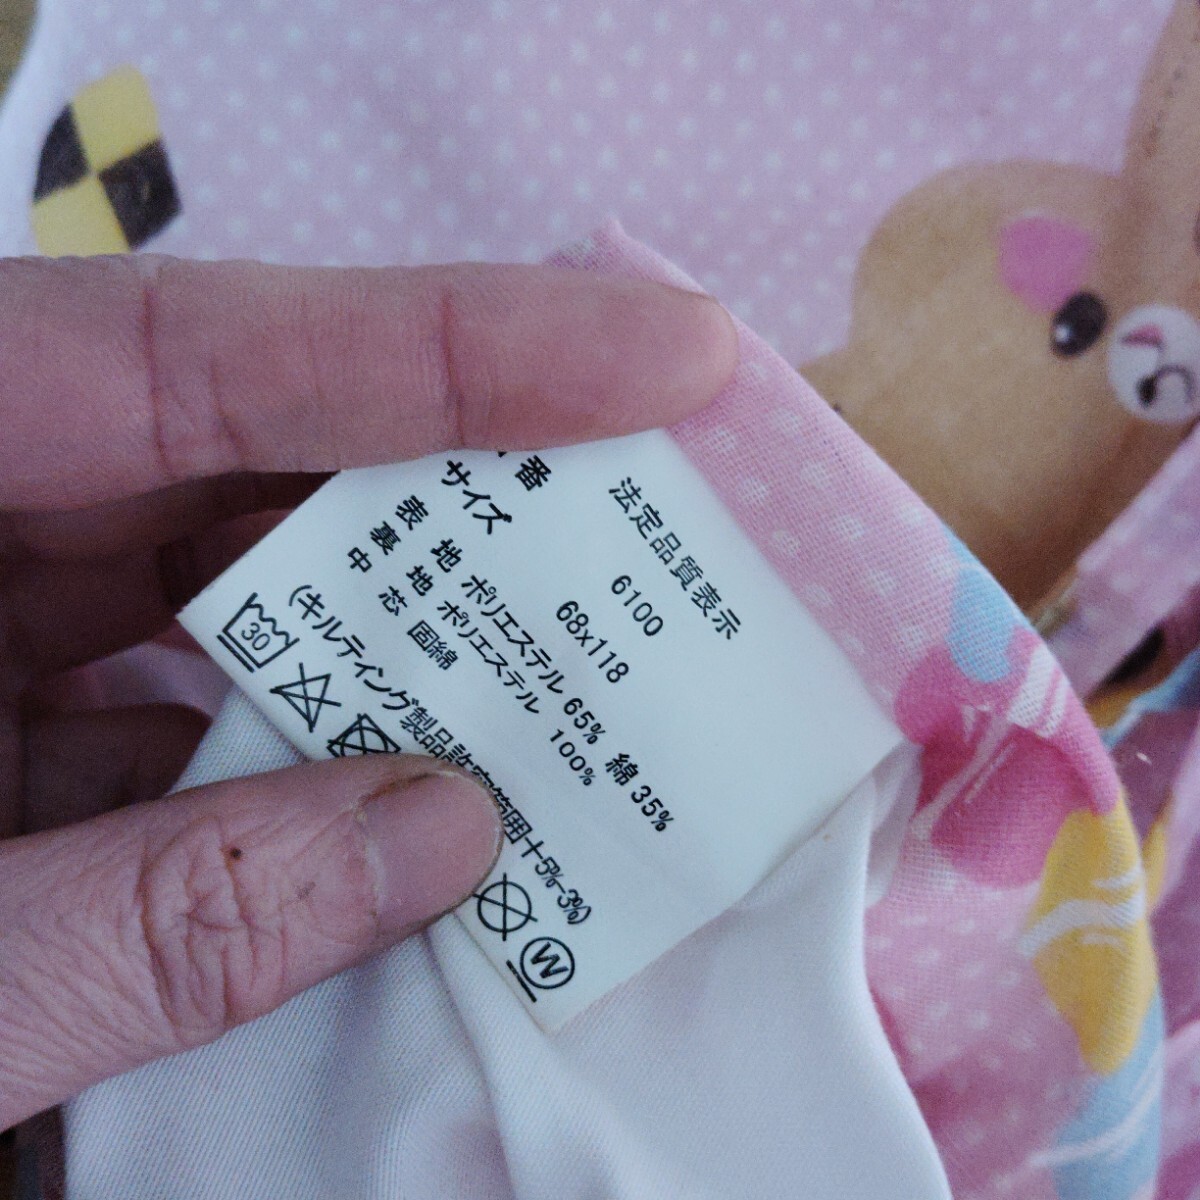 法定品質表示
番 6100
サイズ 68x118
表 地 ポリエステル 65% 綿 35%
裏 地 ポリエステル 100%
中 芯 固綿
(キルティング製品許容範囲+5%-3%)
30
W